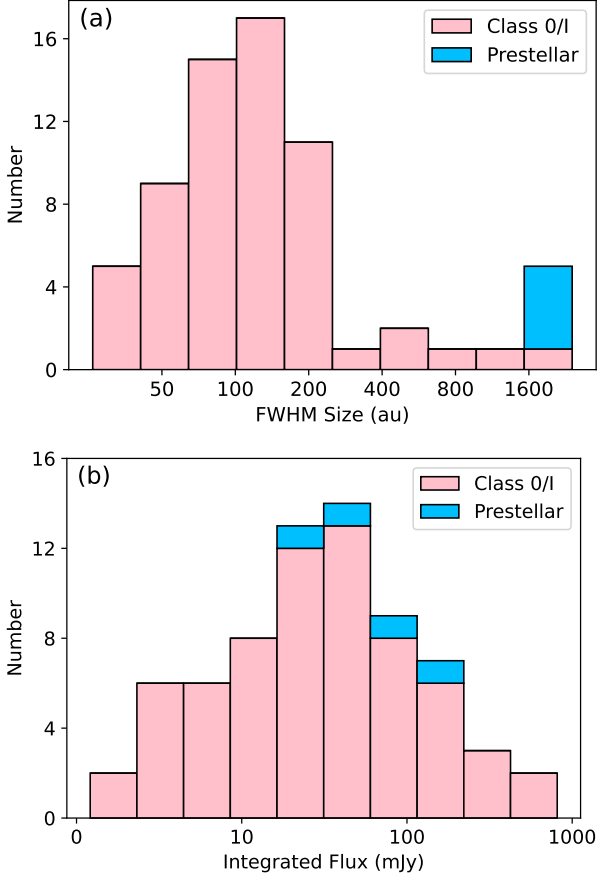 (a)
Class 0/I
Prestellar
16
12
8
4
0
Number
50 100 200 400 800 1600
FWHM Size (au)
(b)
Class 0/I
Prestellar
16
12
8
4
0
Number
0 10 100 1000
Integrated Flux (mJy)